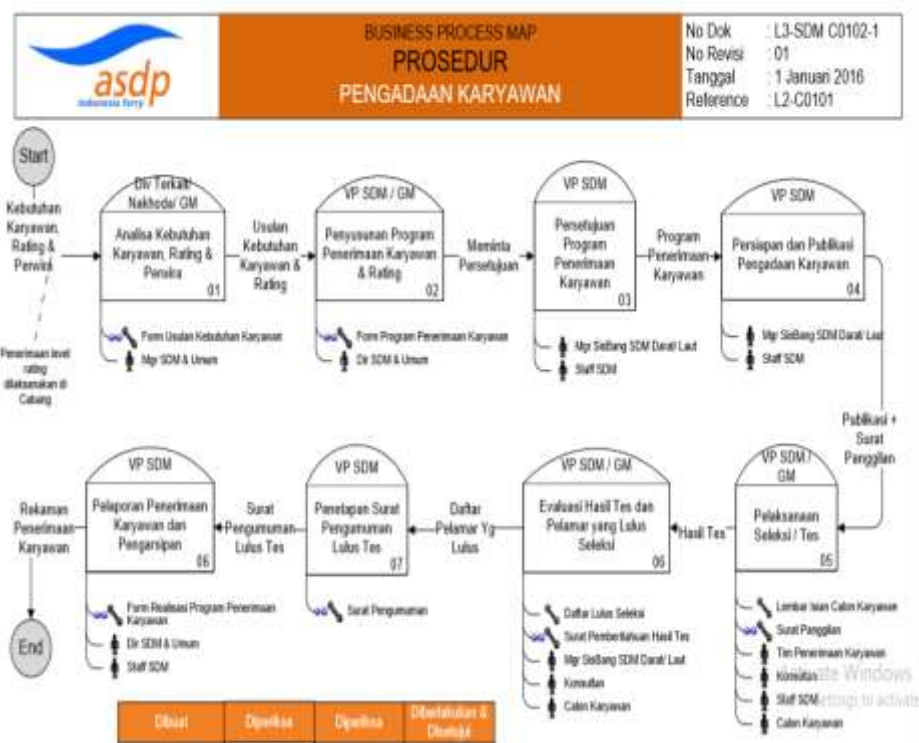 asdp
indonesia ferry
BUSINESS PROCESS MAP
PROSEDUR
PENGADAAN KARYAWAN
No Dok : L3-SDM C0102-1
No Revisi : 01
Tanggal : 1 Januari 2016
Reference : L2-C0101
Start
Kebutuhan
Karyawan,
Rating &
Perwira
Penerimaan level
rating
dilaksanakan di
Cabang
Div Terkait/
Nakhoda/ GM
Analisa Kebutuhan
Karyawan, Rating &
Perwira
01
Form Usulan Kebutuhan Karyawan
Mgr SDM & Umum
Usulan
Kebutuhan
Karyawan &
Rating
VP SDM / GM
Penyusunan Program
Penerimaan Karyawan
& Rating
02
Form Program Penerimaan Karyawan
Dir SDM & Umum
Meminta
Persetujuan
VP SDM
Persetujuan
Program
Penerimaan
Karyawan
03
Mgr SisBang SDM Darat/ Laut
Staff SDM
Program
Penerimaan
Karyawan
VP SDM
Persiapan dan Publikasi
Pengadaan Karyawan
04
Mgr SisBang SDM Darat/ Laut
Staff SDM
Publikasi +
Surat
Panggilan
VP SDM /
GM
Pelaksanaan
Seleksi / Tes
05
Lembar Isian Calon Karyawan
Surat Panggilan
Tim Penerimaan Karyawan
Konsultan
Staff SDM
Calon Karyawan
Hasil Tes
VP SDM / GM
Evaluasi Hasil Tes dan
Pelamar yang Lulus
Seleksi
06
Daftar Lulus Seleksi
Surat Pemberitahuan Hasil Tes
Mgr SisBang SDM Darat/ Laut
Konsultan
Calon Karyawan
Daftar
Pelamar Yg
Lulus
VP SDM
Penetapan Surat
Pengumuman
Lulus Tes
07
Surat Pengumuman
Surat
Pengumuman
Lulus Tes
VP SDM
Pelaporan Penerimaan
Karyawan dan
Pengarsipan
Form Realisasi Program Penerimaan
Karyawan
Dir SDM & Umum
Staff SDM
Rekaman
Penerimaan
Karyawan
End
Activate Windows
settings to activate
Dibuat
Diperiksa
Diperiksa
Diberlakukan &
Disetujui